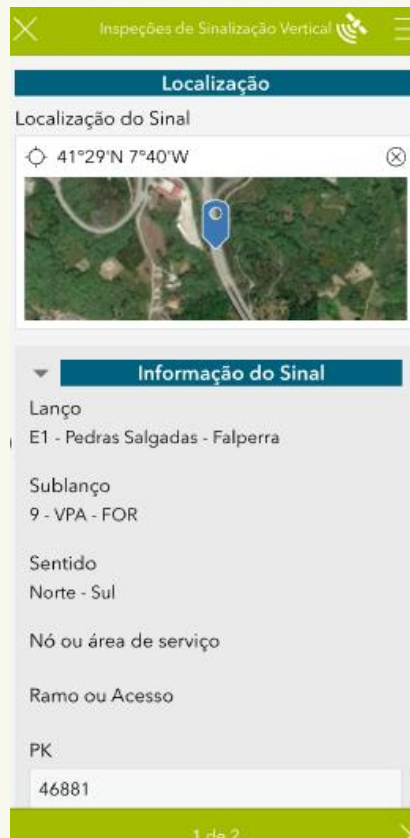 Inspeções de Sinalização Vertical
Localização
Localização do Sinal
41°29'N 7°40'W
Informação do Sinal
Lanço
E1 - Pedras Salgadas - Falperra
Sublanço
9 - VPA - FOR
Sentido
Norte - Sul
Nó ou área de serviço
Ramo ou Acesso
PK
46881
1 de 2